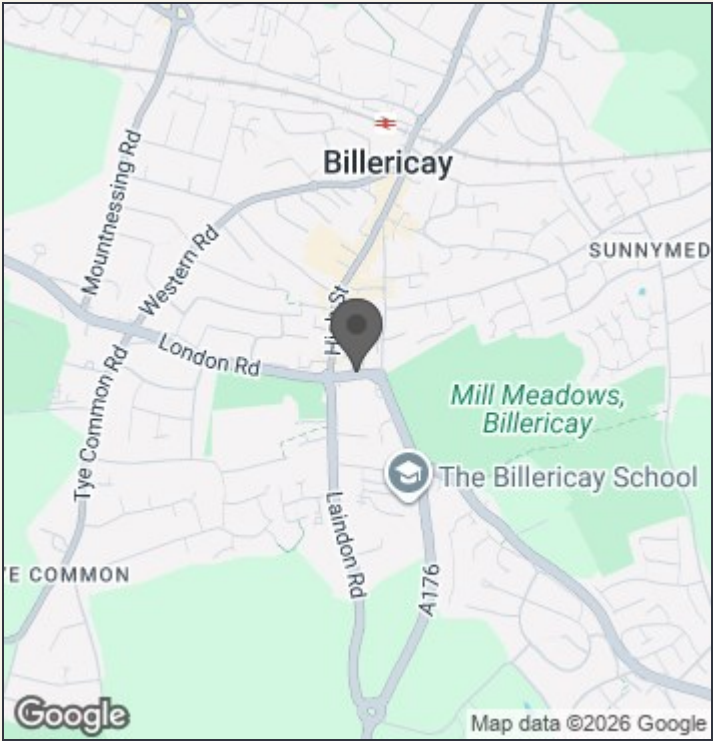 Billericay
Mountnessing Rd
Western Rd
SUNNYMED
High St
London Rd
Tye Common Rd
Mill Meadows,
Billericay
The Billericay School
Laindon Rd
A176
YE COMMON
Google
Map data ©2026 Google